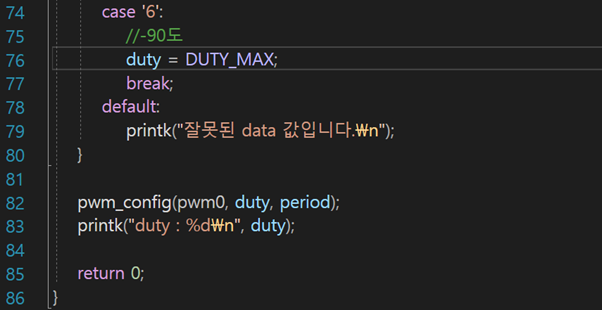 74 case '6':
75 //-90도
76 duty = DUTY_MAX;
77 break;
78 default:
79 printk("잘못된 data 값입니다.₩n");
80 }
81
82 pwm_config(pwm0, duty, period);
83 printk("duty : %d₩n", duty);
84
85 return 0;
86 }